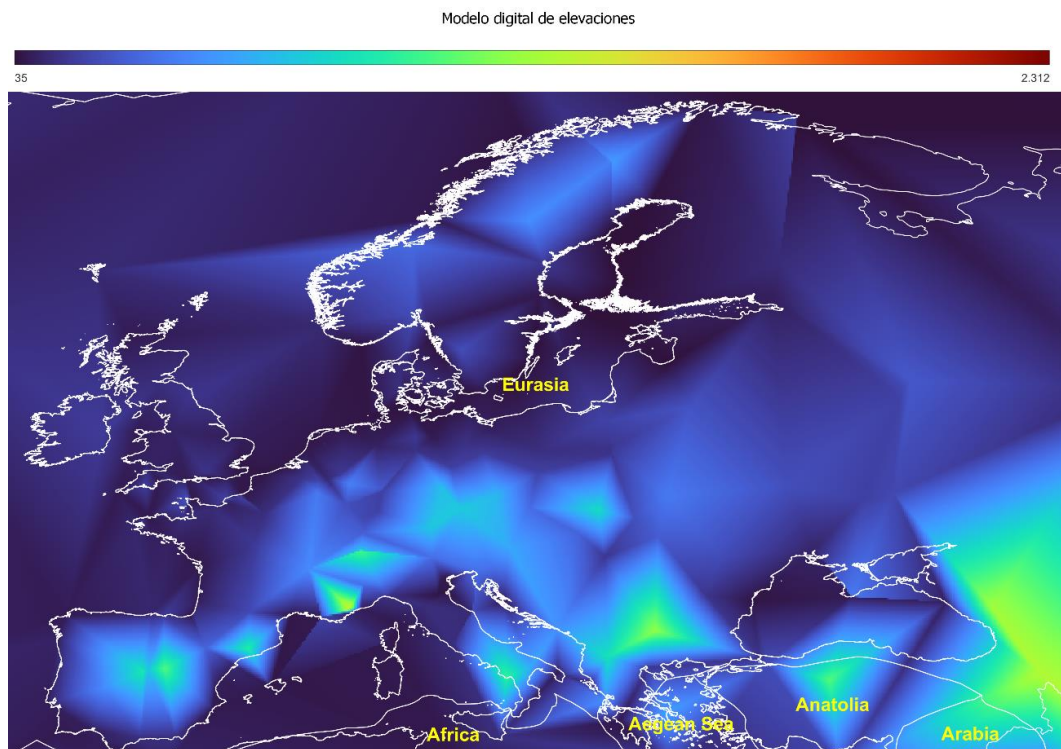 Modelo digital de elevaciones
35
2.312
Eurasia
Anatolia
Aegean Sea
Africa
Arabia